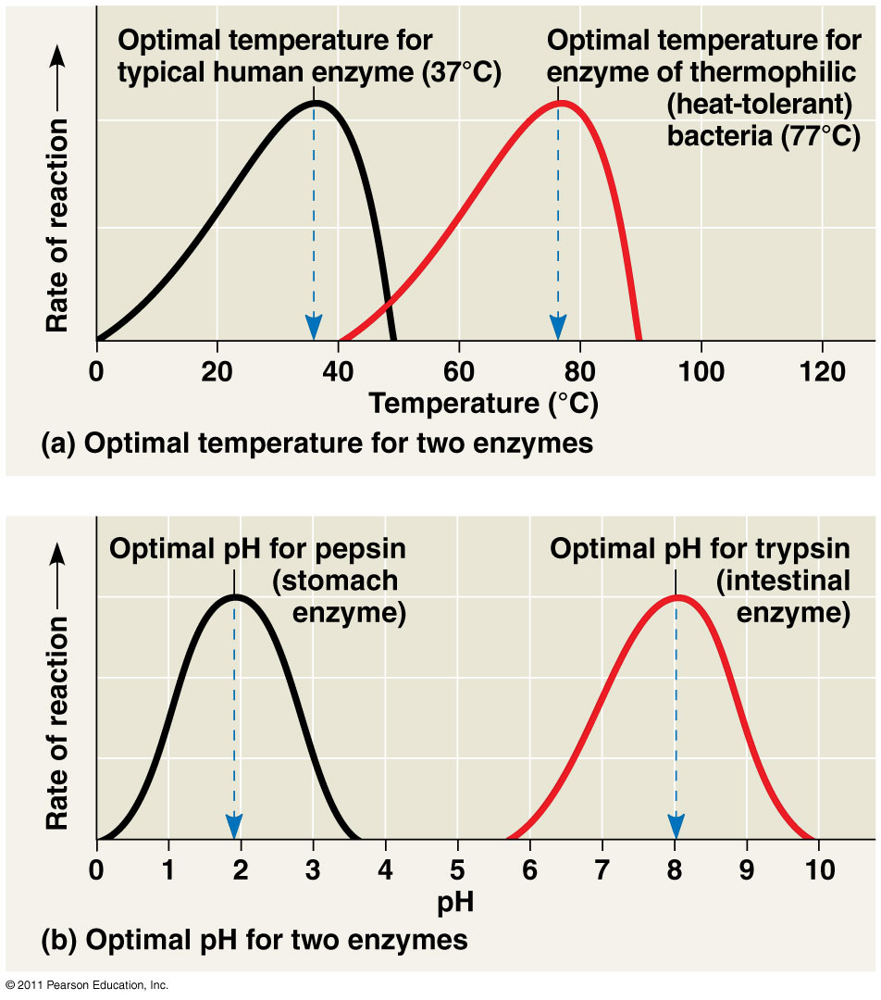 Optimal temperature for
typical human enzyme (37°C)
Optimal temperature for
enzyme of thermophilic
(heat-tolerant)
bacteria (77°C)
Rate of reaction
0 20 40 60 80 100 120
Temperature (°C)
(a) Optimal temperature for two enzymes
Optimal pH for pepsin
(stomach
enzyme)
Optimal pH for trypsin
(intestinal
enzyme)
Rate of reaction
0 1 2 3 4 5 6 7 8 9 10
pH
(b) Optimal pH for two enzymes
© 2011 Pearson Education, Inc.